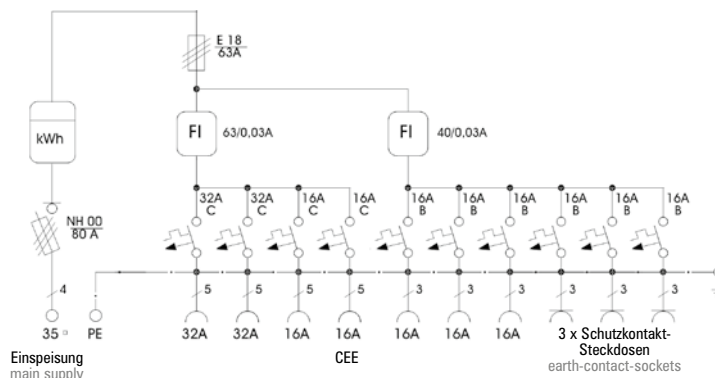 E 18
63A
kWh
FI
63/0,03A
FI
40/0,03A
32A
C
32A
C
16A
C
16A
C
16A
B
16A
B
16A
B
16A
B
16A
B
16A
B
NH 00
80 A
4
5
5
5
5
3
3
3
3
3
3
35 □
PE
32A
32A
16A
16A
16A
16A
16A
3 x Schutzkontakt-
Steckdosen
earth-contact-sockets
Einspeisung
main supply
CEE